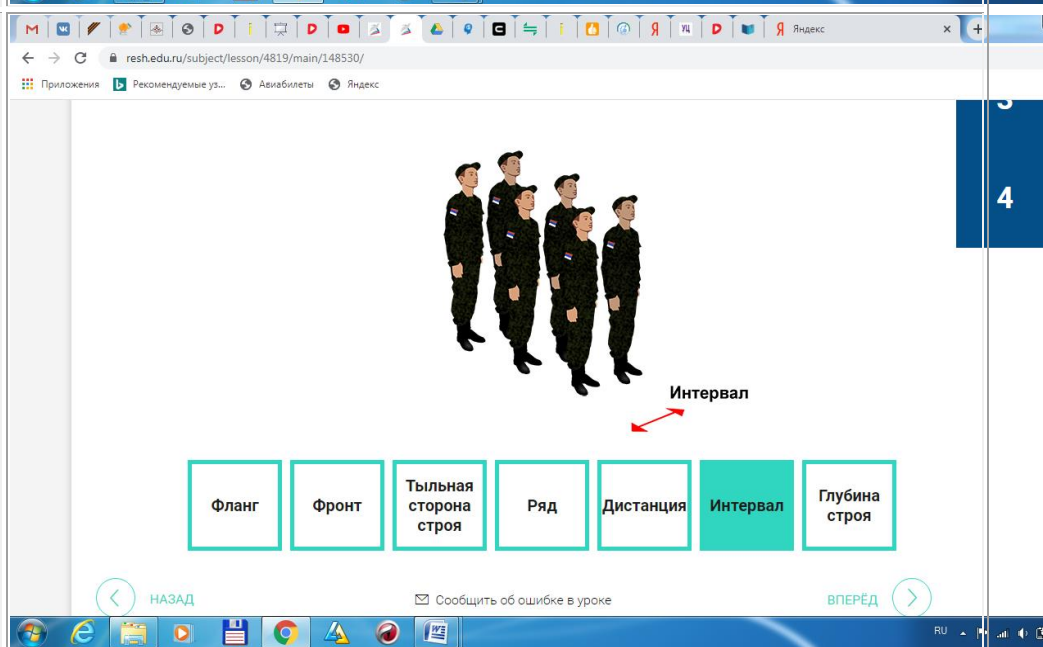 Яндекс
resh.edu.ru/subject/lesson/4819/main/148530/
Приложения Рекомендуемые уз... Авиабилеты Яндекс
4
Интервал
Фланг
Фронт
Тыльная
сторона
строя
Ряд
Дистанция
Интервал
Глубина
строя
НАЗАД
Сообщить об ошибке в уроке
ВПЕРЁД
RU